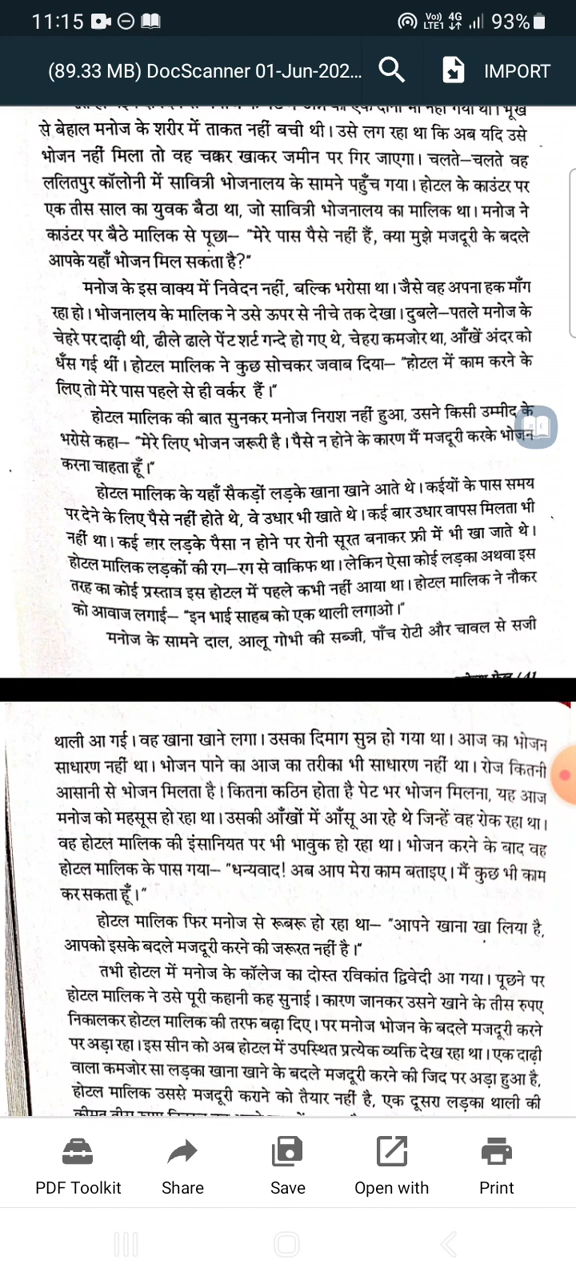 11:15
Vo) 4G
LTE1 93%
(89.33 MB) DocScanner 01-Jun-202... IMPORT
से बेहाल मनोज के शरीर में ताकत नहीं बची थी। उसे लग रहा था कि अब यदि उसे
भोजन नहीं मिला तो वह चक्कर खाकर जमीन पर गिर जाएगा। चलते–चलते वह
ललितपुर कॉलोनी में सावित्री भोजनालय के सामने पहुँच गया। होटल के काउंटर पर
एक तीस साल का युवक बैठा था, जो सावित्री भोजनालय का मालिक था। मनोज ने
काउंटर पर बैठे मालिक से पूछा– "मेरे पास पैसे नहीं हैं, क्या मुझे मजदूरी के बदले
आपके यहाँ भोजन मिल सकता है?"
मनोज के इस वाक्य में निवेदन नहीं, बल्कि भरोसा था। जैसे वह अपना हक माँग
रहा हो। भोजनालय के मालिक ने उसे ऊपर से नीचे तक देखा। दुबले–पतले मनोज के
चेहरे पर दाढ़ी थी, ढीले ढाले पेंट शर्ट गन्दे हो गए थे, चेहरा कमजोर था, आँखें अंदर को
धँस गई थीं। होटल मालिक ने कुछ सोचकर जवाब दिया– "होटल में काम करने के
लिए तो मेरे पास पहले से ही वर्कर हैं।"
होटल मालिक की बात सुनकर मनोज निराश नहीं हुआ, उसने किसी उम्मीद के
भरोसे कहा– "मेरे लिए भोजन जरूरी है। पैसे न होने के कारण मैं मजदूरी करके भोजन
करना चाहता हूँ।"
होटल मालिक के यहाँ सैकड़ों लड़के खाना खाने आते थे। कईयों के पास समय
पर देने के लिए पैसे नहीं होते थे, वे उधार भी खाते थे। कई बार उधार वापस मिलता भी
नहीं था। कई बार लड़के पैसा न होने पर रोनी सूरत बनाकर फ्री में भी खा जाते थे।
होटल मालिक लड़कों की रग–रग से वाकिफ था। लेकिन ऐसा कोई लड़का अथवा इस
तरह का कोई प्रस्ताव इस होटल में पहले कभी नहीं आया था। होटल मालिक ने नौकर
को आवाज लगाई– "इन भाई साहब को एक थाली लगाओ।"
मनोज के सामने दाल, आलू गोभी की सब्जी, पाँच रोटी और चावल से सजी
थाली आ गई। वह खाना खाने लगा। उसका दिमाग सुन्न हो गया था। आज का भोजन
साधारण नहीं था। भोजन पाने का आज का तरीका भी साधारण नहीं था। रोज कितनी
आसानी से भोजन मिलता है। कितना कठिन होता है पेट भर भोजन मिलना, यह आज
मनोज को महसूस हो रहा था। उसकी आँखों में आँसू आ रहे थे जिन्हें वह रोक रहा था।
वह होटल मालिक की इंसानियत पर भी भावुक हो रहा था। भोजन करने के बाद वह
होटल मालिक के पास गया– "धन्यवाद! अब आप मेरा काम बताइए। मैं कुछ भी काम
कर सकता हूँ।"
होटल मालिक फिर मनोज से रूबरू हो रहा था– "आपने खाना खा लिया है,
आपको इसके बदले मजदूरी करने की जरूरत नहीं है।"
तभी होटल में मनोज के कॉलेज का दोस्त रविकांत द्विवेदी आ गया। पूछने पर
होटल मालिक ने उसे पूरी कहानी कह सुनाई। कारण जानकर उसने खाने के तीस रुपए
निकालकर होटल मालिक की तरफ बढ़ा दिए। पर मनोज भोजन के बदले मजदूरी करने
पर अड़ा रहा। इस सीन को अब होटल में उपस्थित प्रत्येक व्यक्ति देख रहा था। एक दाढ़ी
वाला कमजोर सा लड़का खाना खाने के बदले मजदूरी करने की जिद पर अड़ा हुआ है,
होटल मालिक उससे मजदूरी कराने को तैयार नहीं है, एक दूसरा लड़का थाली की
PDF Toolkit Share Save Open with Print